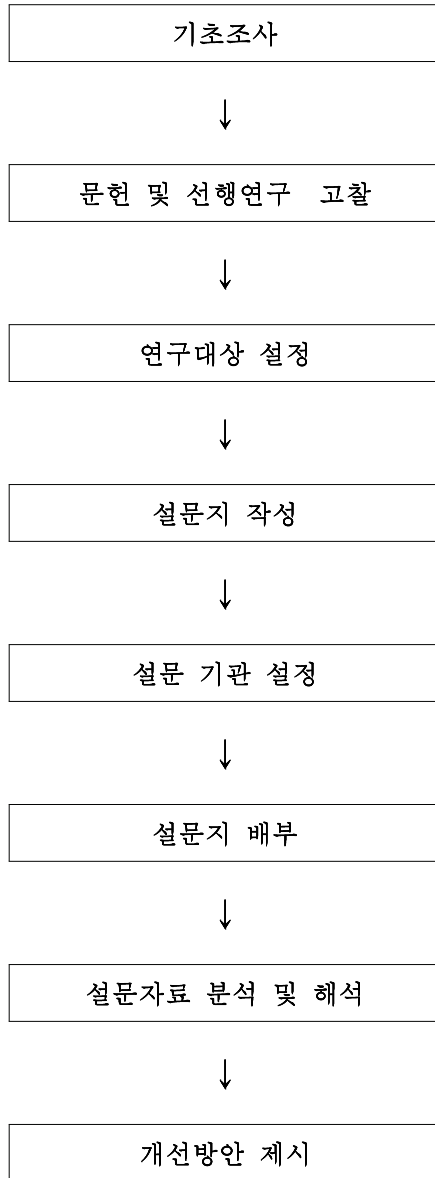 기초조사
↓
문헌 및 선행연구 고찰
↓
연구대상 설정
↓
설문지 작성
↓
설문 기관 설정
↓
설문지 배부
↓
설문자료 분석 및 해석
↓
개선방안 제시